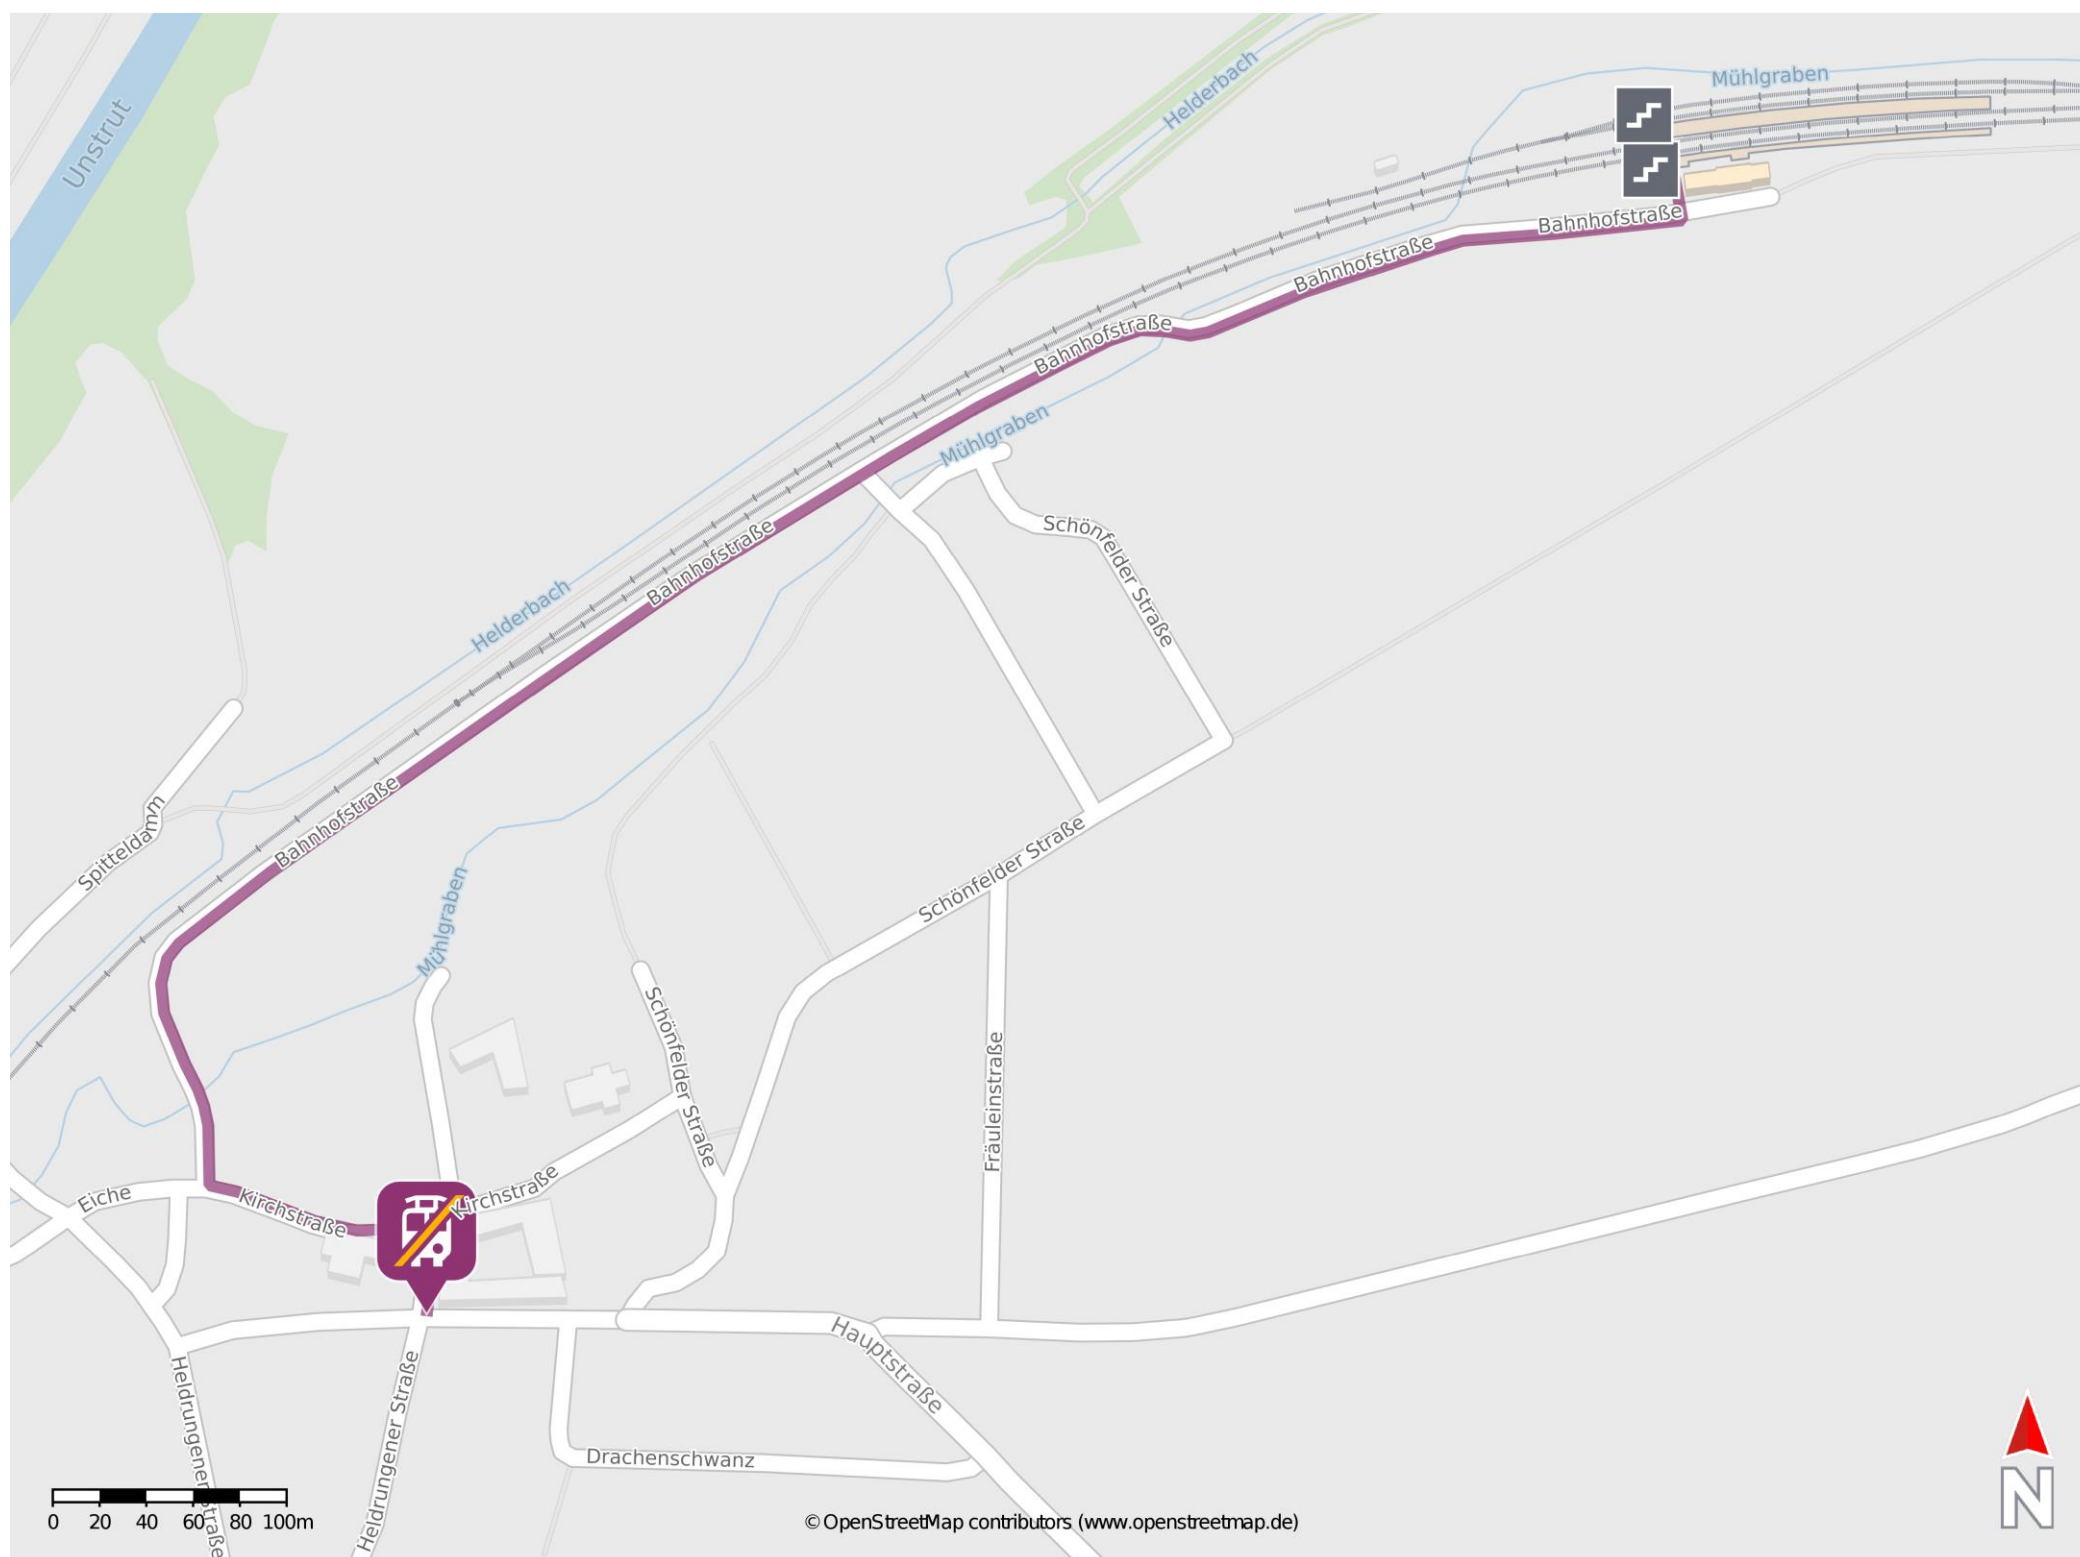 Mühlgraben
Helderbach
Unstrut
Bahnhofstraße
Bahnhofstraße
Bahnhofstraße
Mühlgraben
Schönfelder Straße
Bahnhofstraße
Helderbach
Bahnhofstraße
Spitteldamm
Schönfelder Straße
Mühlgraben
Schönfelder Straße
Fräuleinstraße
Eiche
Kirchstraße
Kirchstraße
Hauptstraße
Heldrungener Straße
Heldrungener Straße
Drachenschwanz
0 20 40 60 80 100m
© OpenStreetMap contributors (www.openstreetmap.de)
N